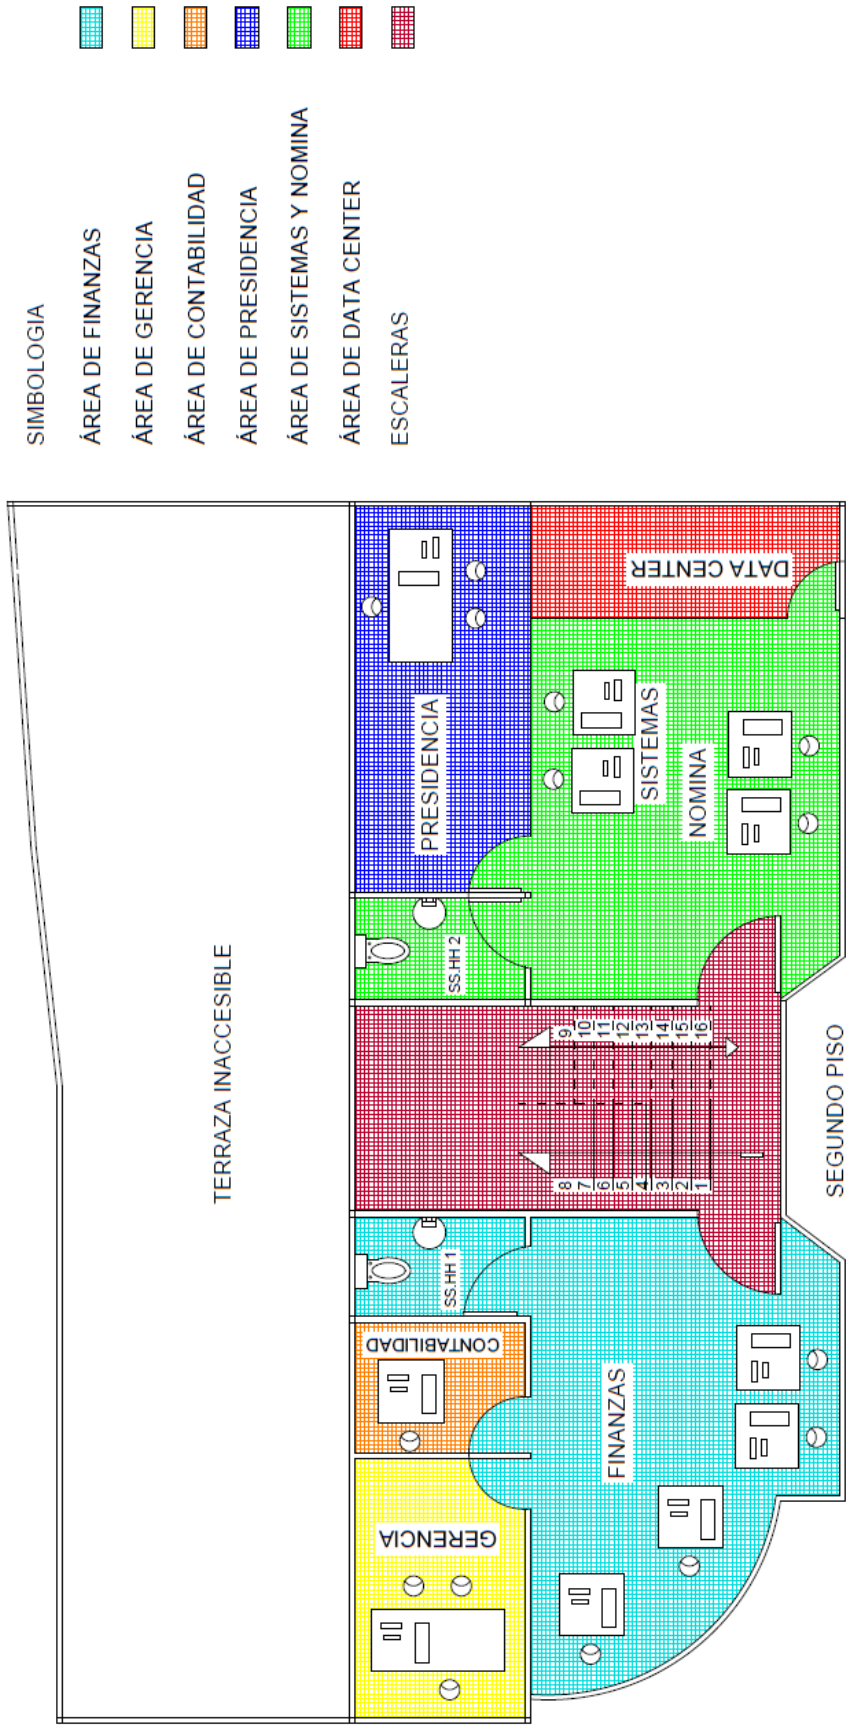 SIMBOLOGIA
ÁREA DE FINANZAS
ÁREA DE GERENCIA
ÁREA DE CONTABILIDAD
ÁREA DE PRESIDENCIA
ÁREA DE SISTEMAS Y NOMINA
ÁREA DE DATA CENTER
ESCALERAS
TERRAZA INACCESIBLE
GERENCIA
CONTABILIDAD
SS.HH 1
FINANZAS
8
7
6
5
4
3
2
1
9
10
11
12
13
14
15
16
SS.HH 2
PRESIDENCIA
SISTEMAS
NOMINA
DATA CENTER
SEGUNDO PISO